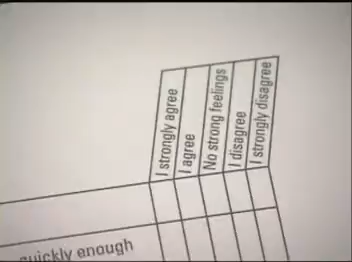 I strongly agree
I agree
No strong feelings
I disagree
I strongly disagree
quickly enough